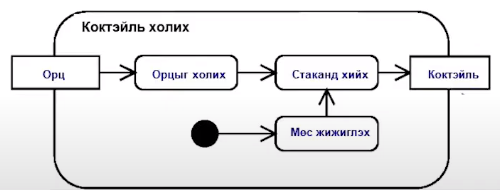 Коктэйль холих
Орц
Орцыг холих
Стаканд хийх
Коктэйль
Мөс жижиглэх